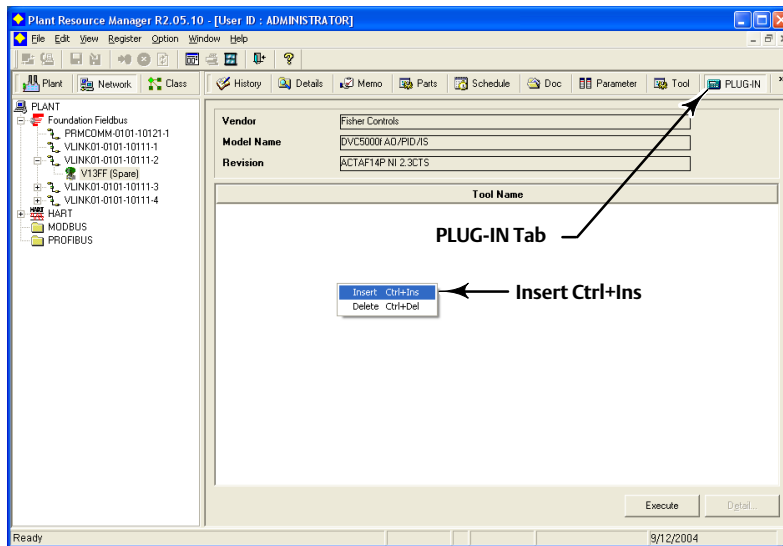 Plant Resource Manager R2.05.10 - [User ID : ADMINISTRATOR]
File Edit View Register Option Window Help
Plant Network Class History Details Memo Parts Schedule Doc Parameter Tool PLUG-IN
PLANT
Foundation Fieldbus
PRMCOMM-0101-10121-1
VLINK01-0101-10111-1
VLINK01-0101-10111-2
V13FF (Spare)
VLINK01-0101-10111-3
VLINK01-0101-10111-4
HART HART
MODBUS
PROFIBUS
Vendor Fisher Controls
Model Name DVC5000f AO/PID/IS
Revision ACTAF14P NI 2.3CTS
Tool Name
PLUG-IN Tab
Insert Ctrl+Ins
Insert Ctrl+Ins
Delete Ctrl+Del
Execute Detail...
Ready 9/12/2004